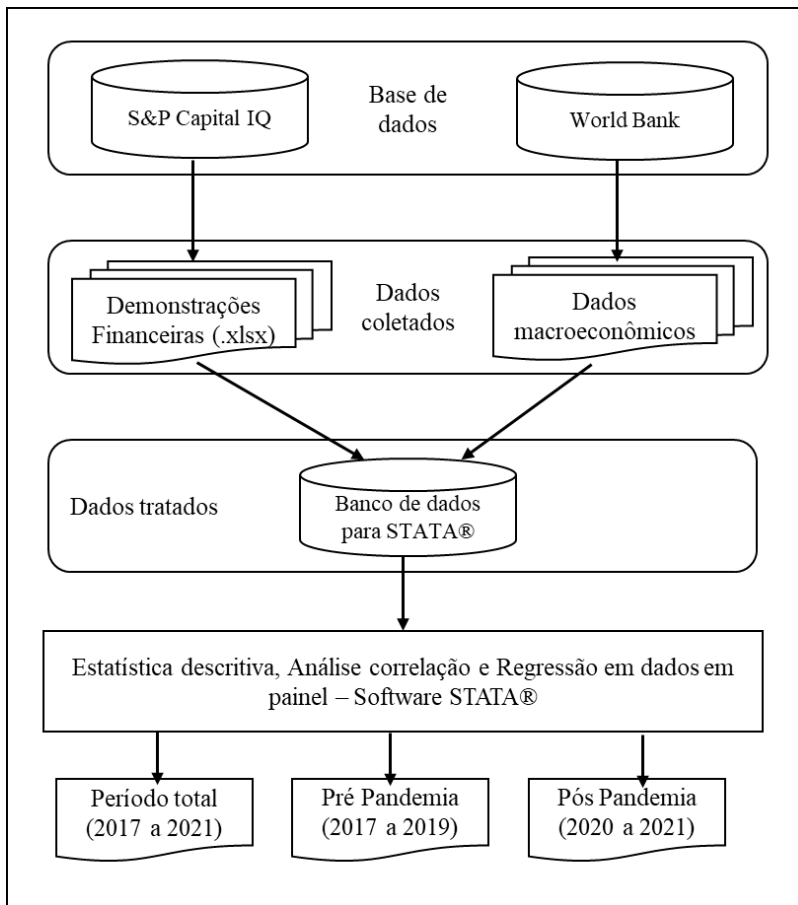 S&P Capital IQ
Base de
dados
World Bank
Demonstrações
Financeiras (.xlsx)
Dados
coletados
Dados
macroeconômicos
Dados tratados
Banco de dados
para STATA®
Estatística descritiva, Análise correlação e Regressão em dados em
painel – Software STATA®
Período total
(2017 a 2021)
Pré Pandemia
(2017 a 2019)
Pós Pandemia
(2020 a 2021)